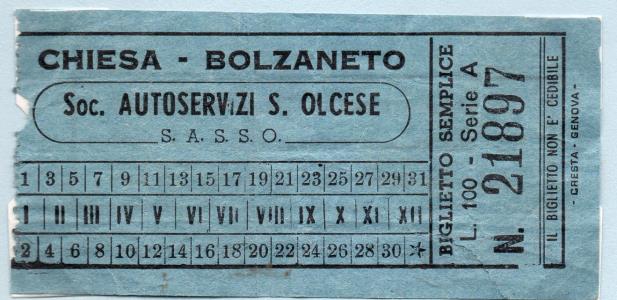 CHIESA - BOLZANETO
Soc. AUTOSERVIZI S. OLCESE
S. A. S. S. O.
1 3 5 7 9 11 13 15 17 19 21 23 25 27 29 31
I II III IV V VI VII VIII IX X XI XII
2 4 6 8 10 12 14 16 18 20 22 24 26 28 30 *
BIGLIETTO SEMPLICE
L. 100 - Serie A
N. 21897
IL BIGLIETTO NON E' CEDIBILE
- CRESTA - GENOVA -